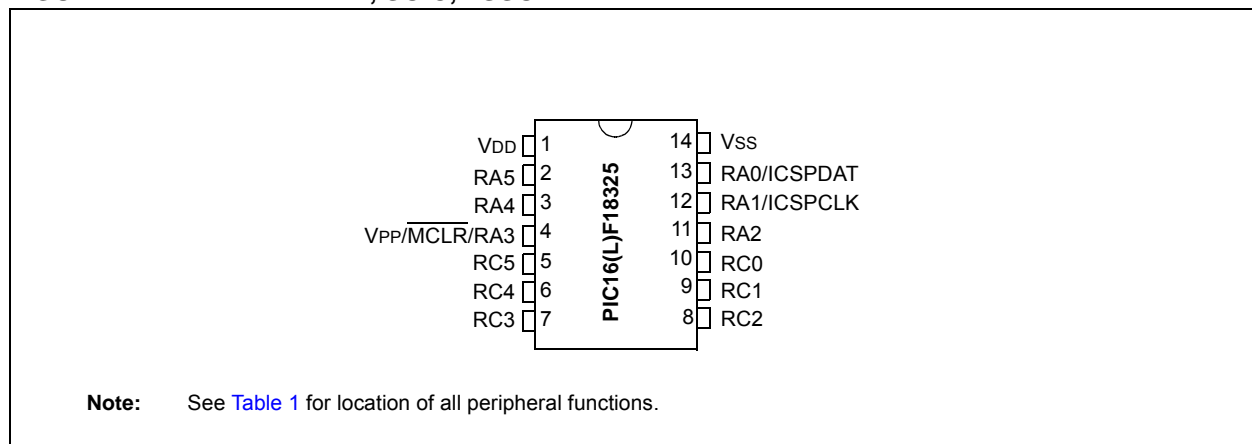 VDD 1 14 VSS
RA5 2 13 RA0/ICSPDAT
RA4 3 12 RA1/ICSPCLK
VPP/MCLR/RA3 4 11 RA2
RC5 5 10 RC0
RC4 6 9 RC1
RC3 7 8 RC2
PIC16(L)F18325
Note: See Table 1 for location of all peripheral functions.